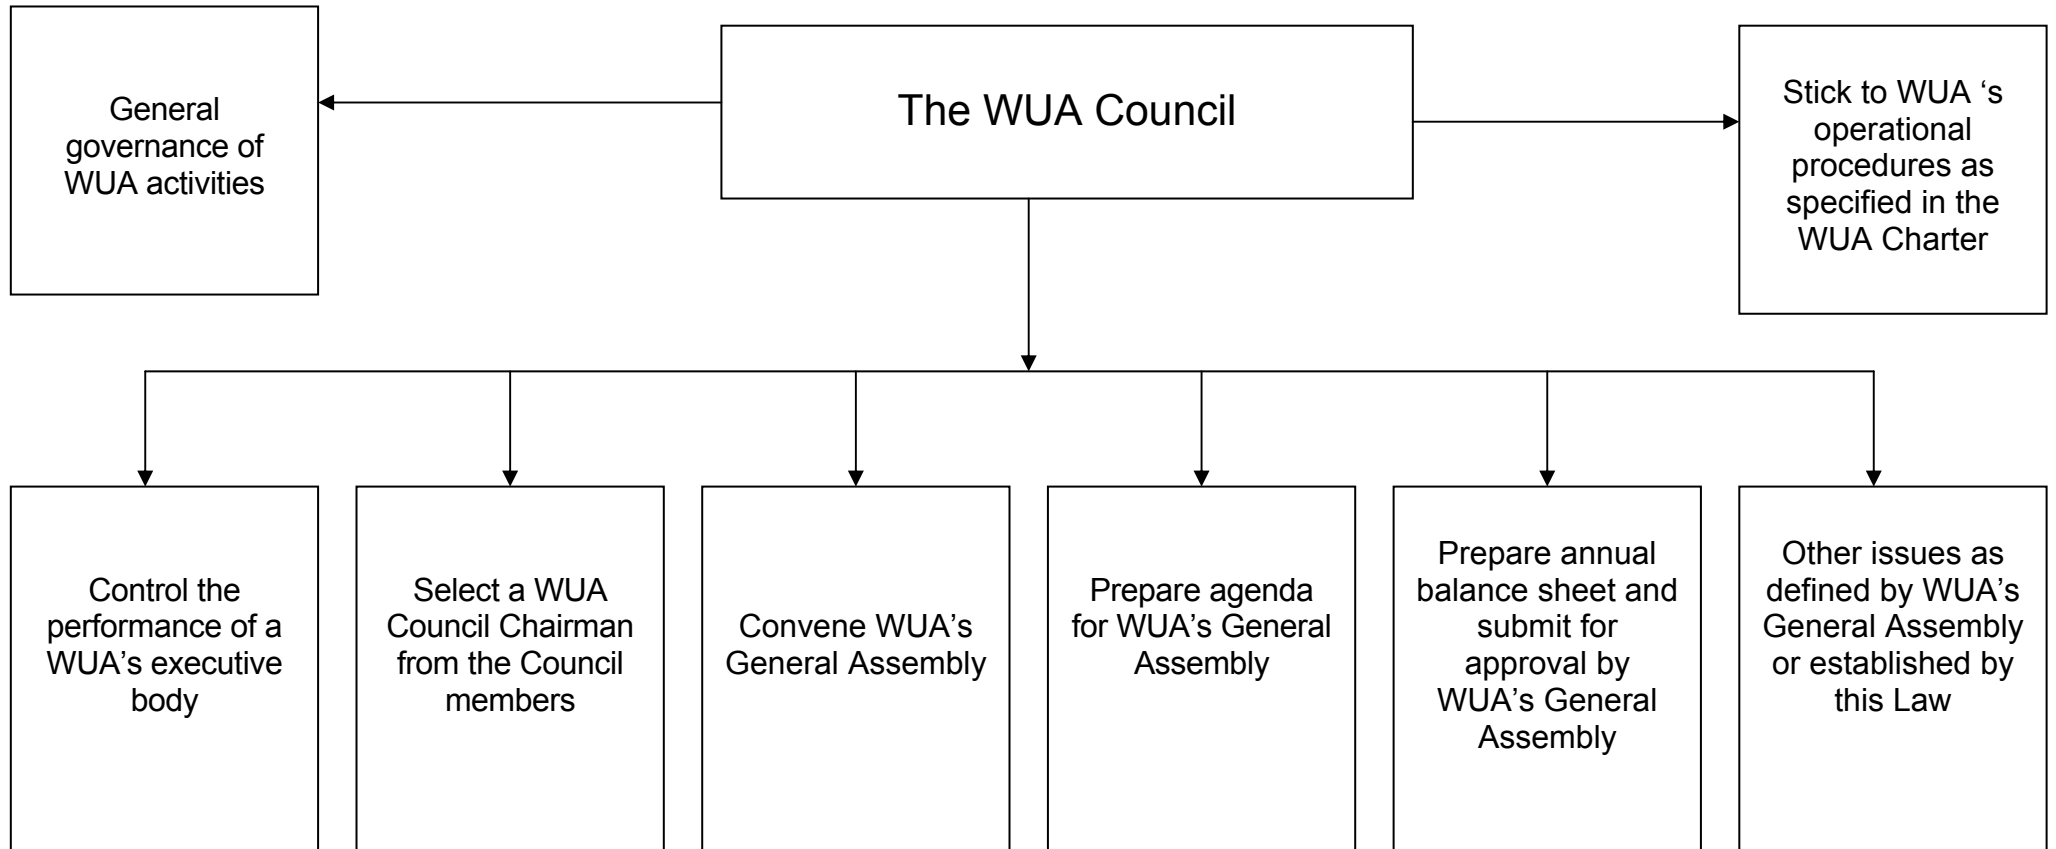 General
governance of
WUA activities
The WUA Council
Stick to WUA ‘s
operational
procedures as
specified in the
WUA Charter
Control the
performance of a
WUA’s executive
body
Select a WUA
Council Chairman
from the Council
members
Convene WUA’s
General Assembly
Prepare agenda
for WUA’s General
Assembly
Prepare annual
balance sheet and
submit for
approval by
WUA’s General
Assembly
Other issues as
defined by WUA’s
General Assembly
or established by
this Law